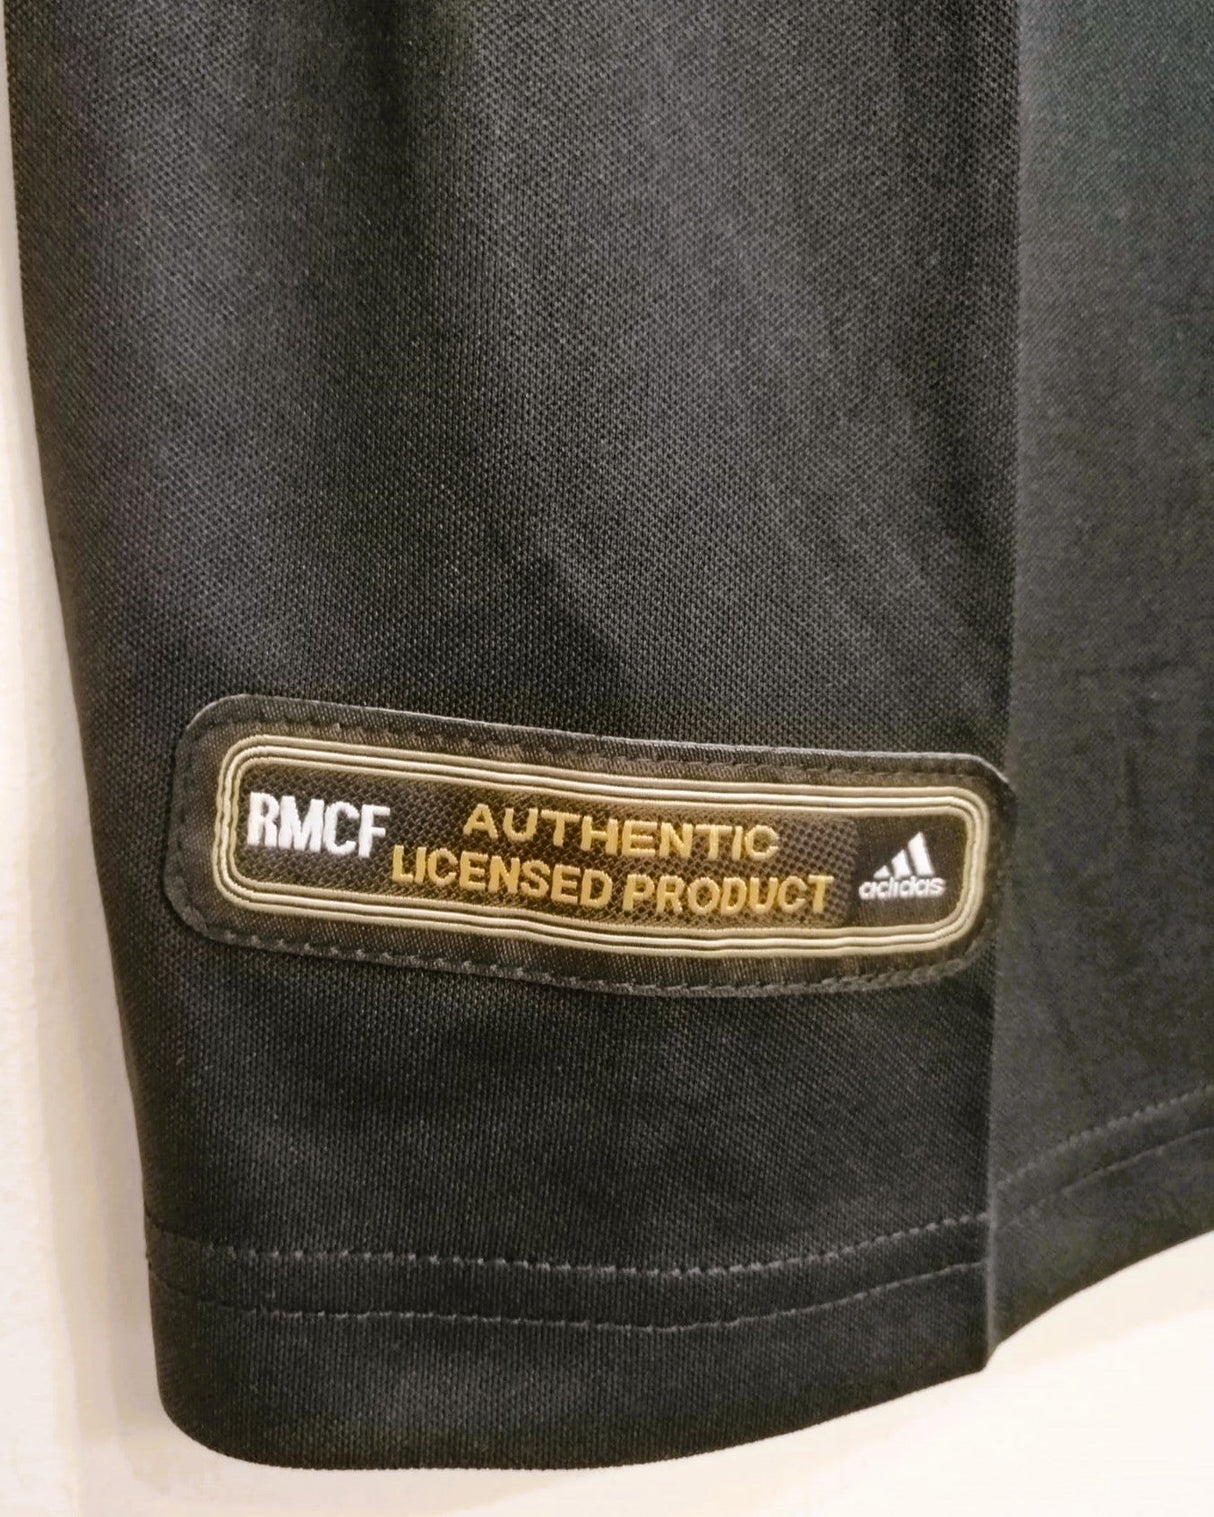 RMCF
AUTHENTIC
LICENSED PRODUCT
adidas